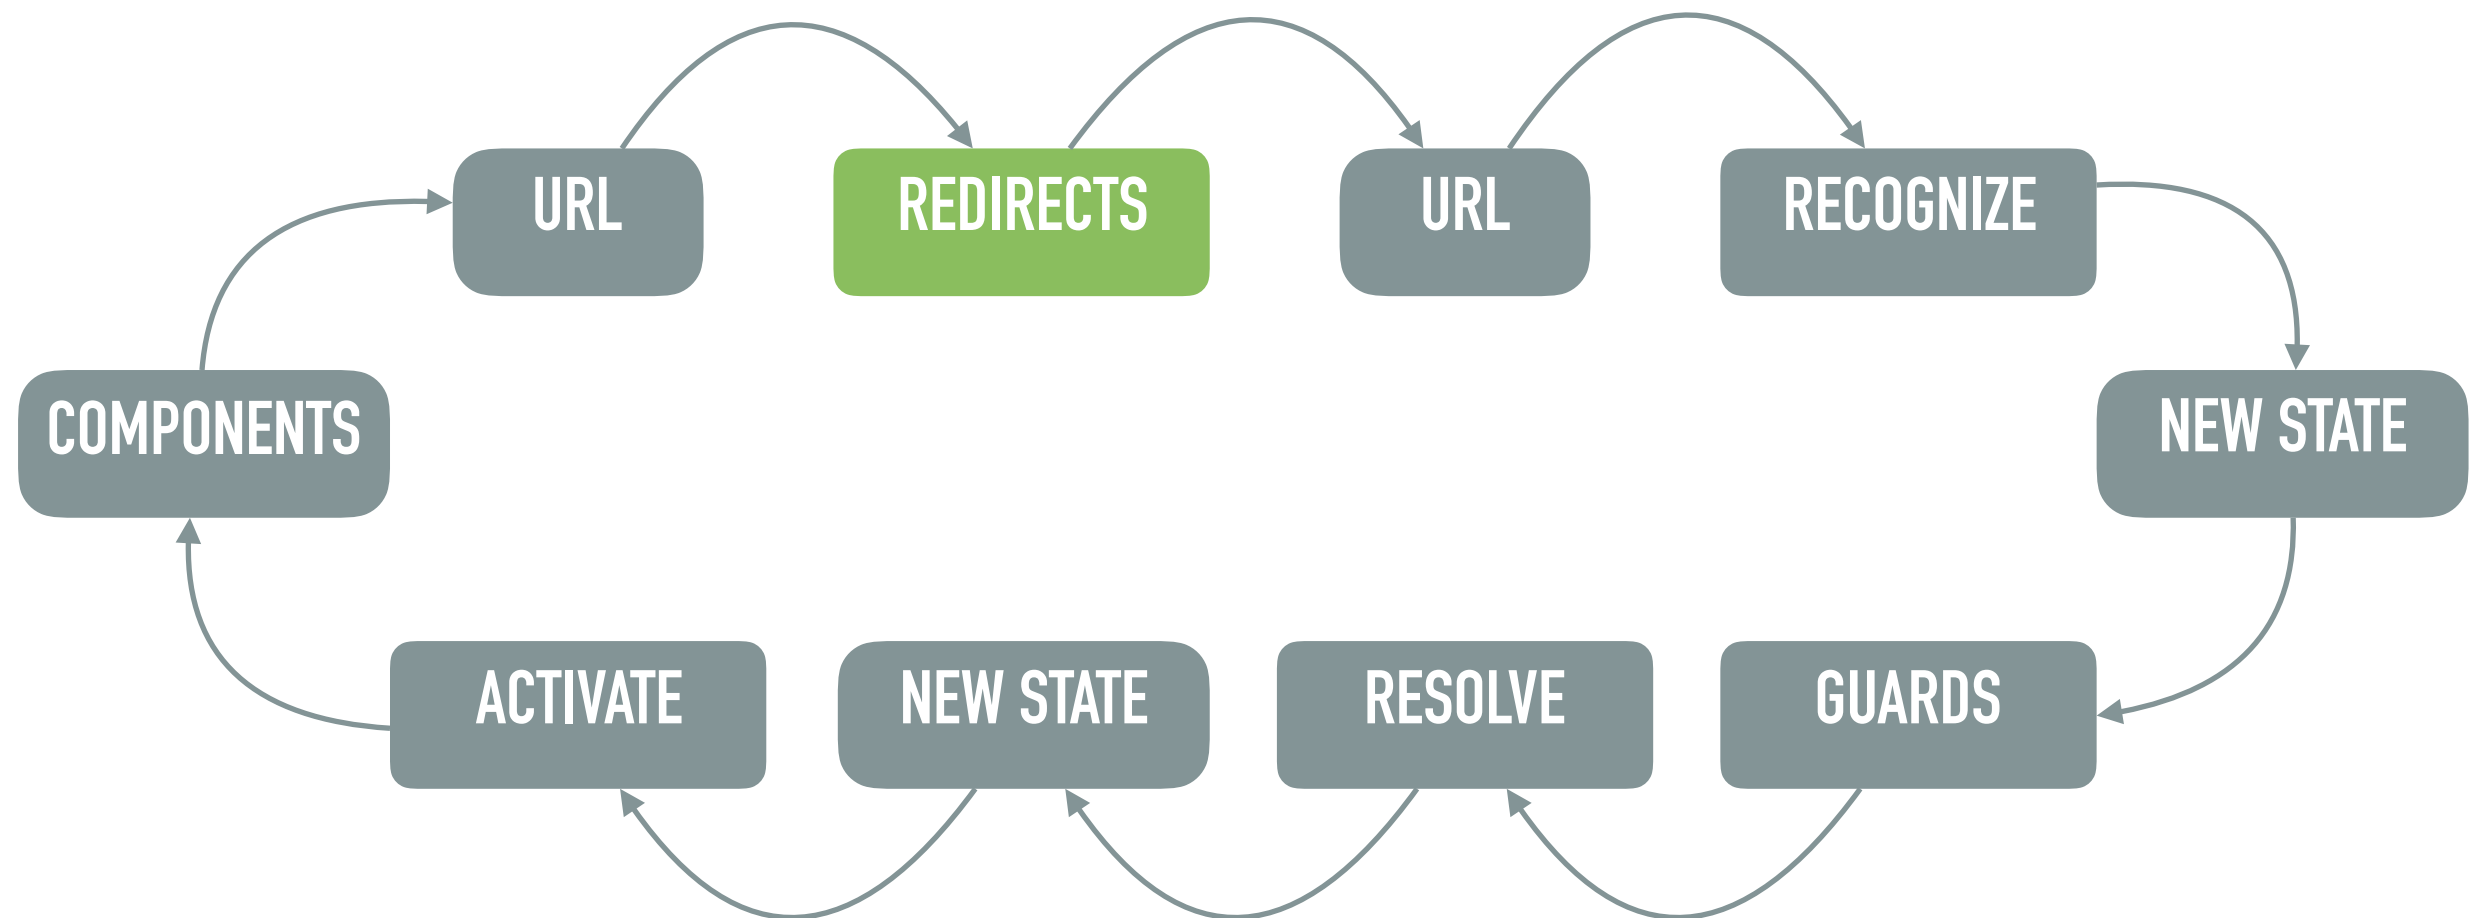 URL
REDIRECTS
URL
RECOGNIZE
COMPONENTS
NEW STATE
ACTIVATE
NEW STATE
RESOLVE
GUARDS